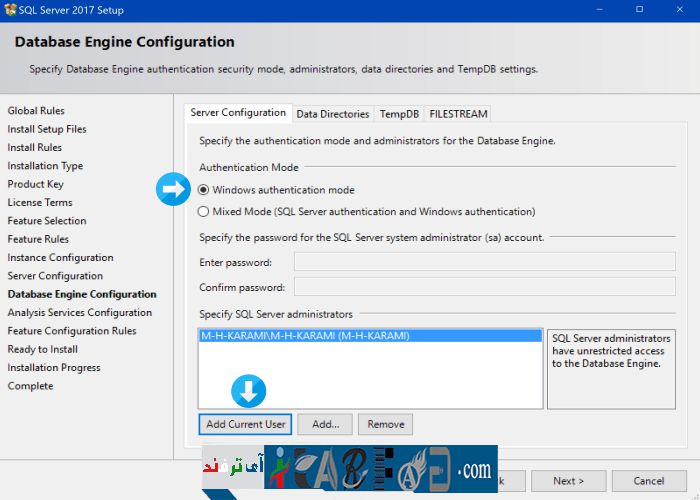 SQL Server 2017 Setup
Database Engine Configuration
Specify Database Engine authentication security mode, administrators, data directories and TempDB settings.
Global Rules
Install Setup Files
Install Rules
Installation Type
Product Key
License Terms
Feature Selection
Feature Rules
Instance Configuration
Server Configuration
Database Engine Configuration
Analysis Services Configuration
Feature Configuration Rules
Ready to Install
Installation Progress
Complete
Server Configuration Data Directories TempDB FILESTREAM
Specify the authentication mode and administrators for the Database Engine.
Authentication Mode
Windows authentication mode
Mixed Mode (SQL Server authentication and Windows authentication)
Specify the password for the SQL Server system administrator (sa) account.
Enter password:
Confirm password:
Specify SQL Server administrators
M-H-KARAMI\M-H-KARAMI (M-H-KARAMI)
SQL Server administrators
have unrestricted access
to the Database Engine.
Add Current User Add... Remove
آی ترفند
.com
Next > Cancel